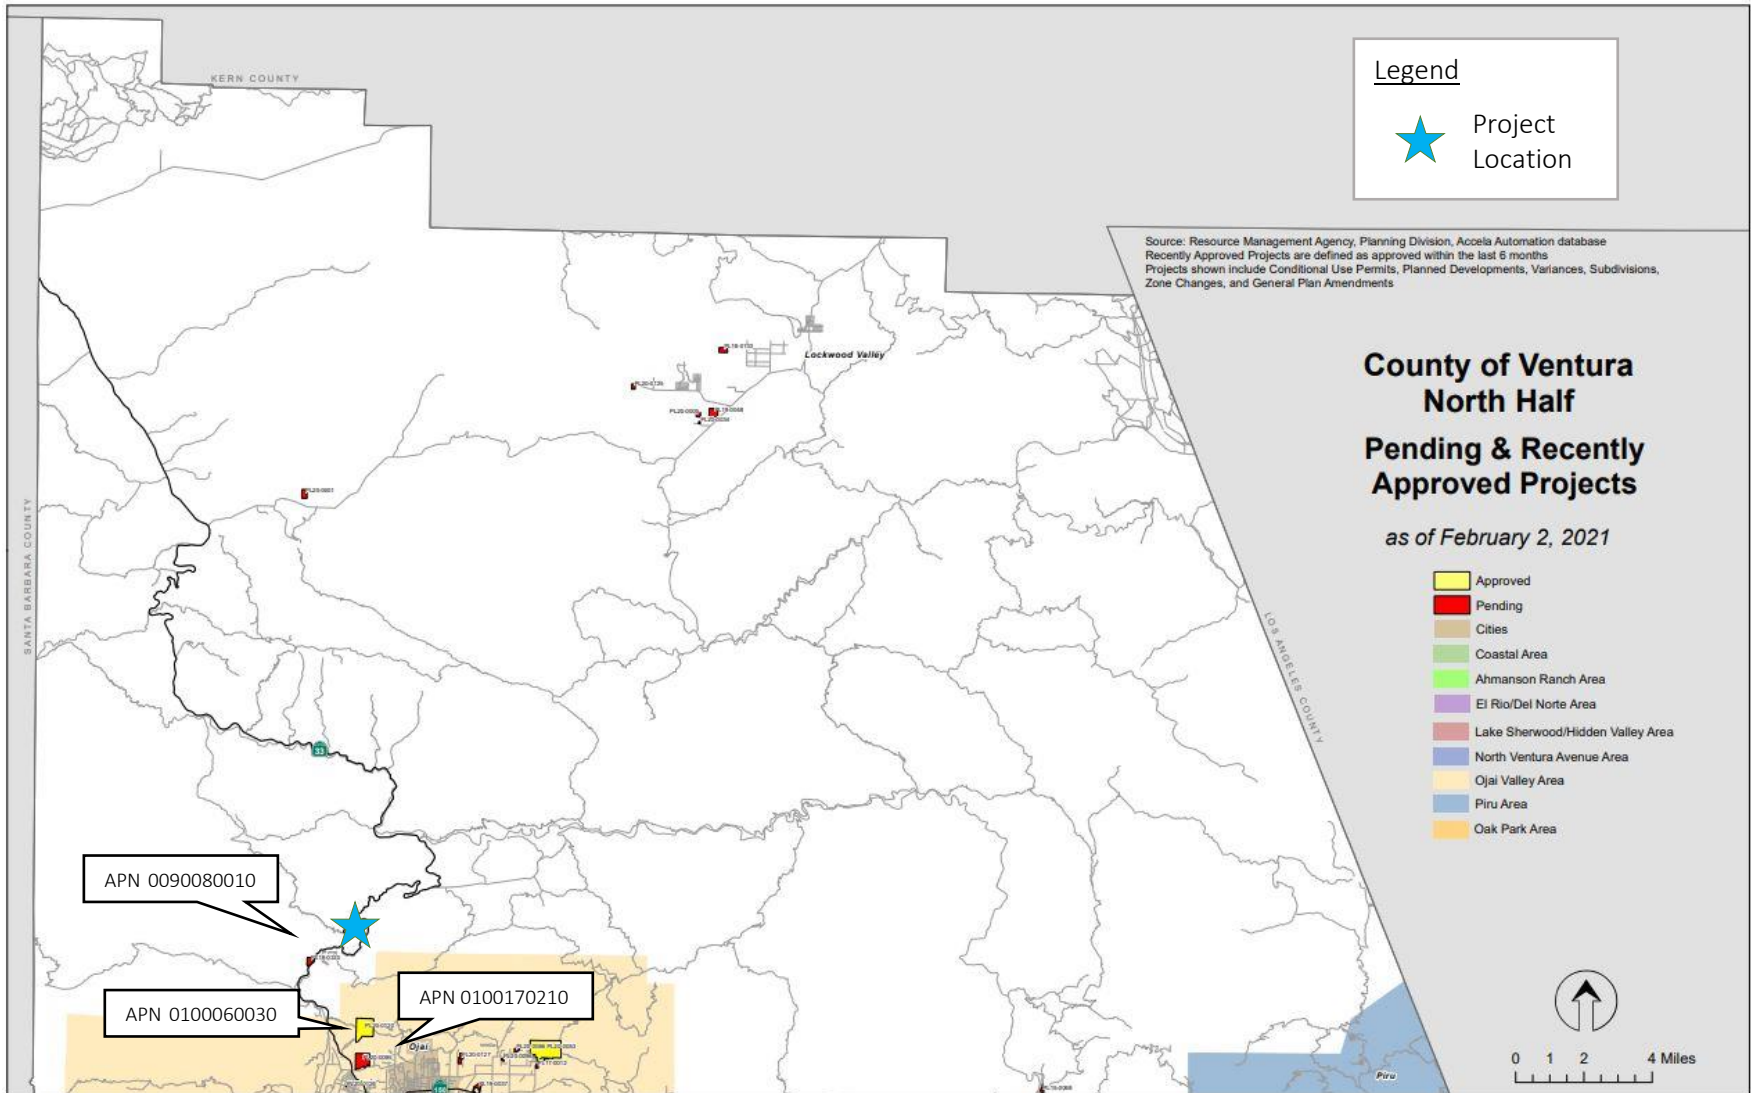 KERN COUNTY
Legend
Project
Location
Source: Resource Management Agency, Planning Division, Accela Automation database
Recently Approved Projects are defined as approved within the last 6 months
Projects shown include Conditional Use Permits, Planned Developments, Variances, Subdivisions,
Zone Changes, and General Plan Amendments
County of Ventura
North Half
Pending & Recently
Approved Projects
as of February 2, 2021
Approved
Pending
Cities
Coastal Area
Ahmanson Ranch Area
El Rio/Del Norte Area
Lake Sherwood/Hidden Valley Area
North Ventura Avenue Area
Ojai Valley Area
Piru Area
Oak Park Area
Lockwood Valley
SANTA BARBARA COUNTY
LOS ANGELES COUNTY
33
APN 0090080010
APN 0100170210
APN 0100060030
Ojai
PL20-0127
150
Piru
0 1 2 4 Miles